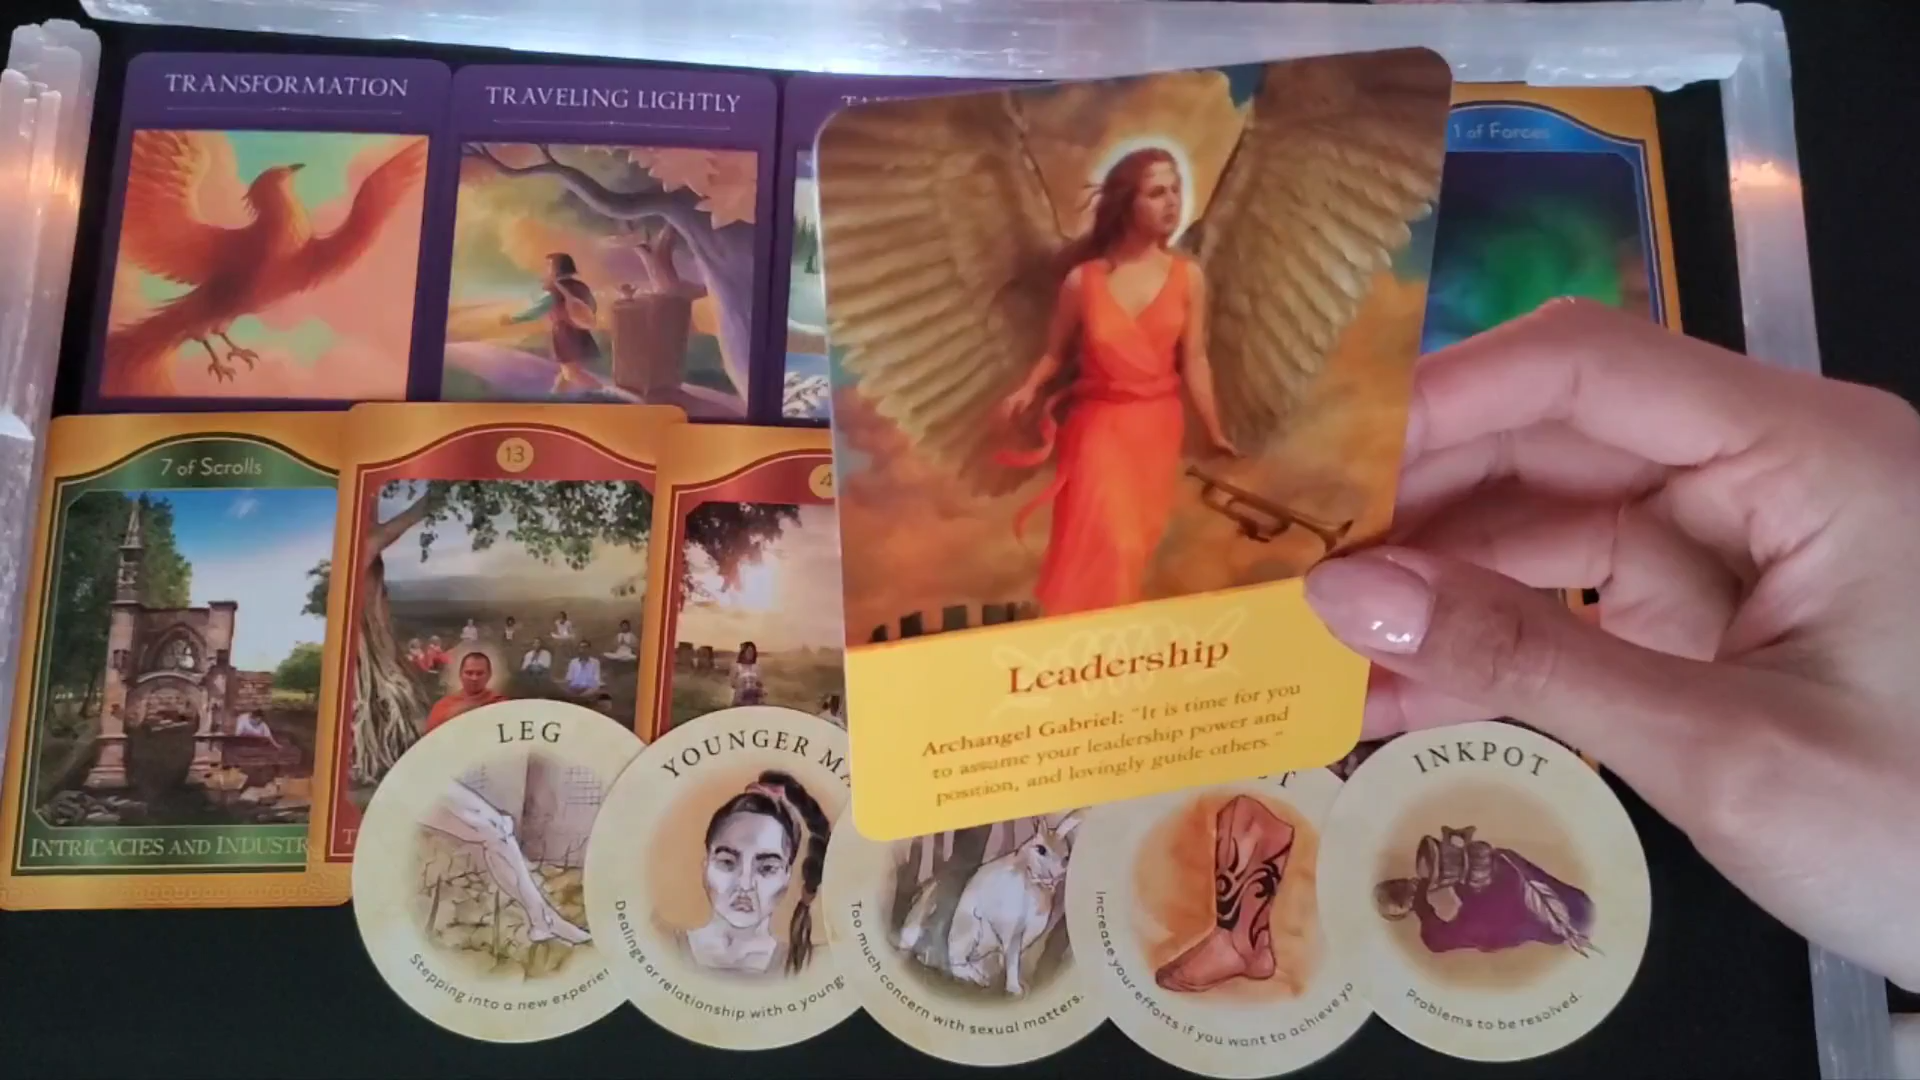 TRANSFORMATION
TRAVELING LIGHTLY
1 of Forces
7 of Scrolls
13
4
Leadership
Archangel Gabriel: "It is time for you
to assume your leadership power and
position, and lovingly guide others."
INTRICACIES AND INDUSTR
LEG
Stepping into a new experie
YOUNGER MA
Dealings or relationship with a young
Too much concern with sexual matters.
Increase your efforts if you want to achieve yo
INKPOT
Problems to be resolved.